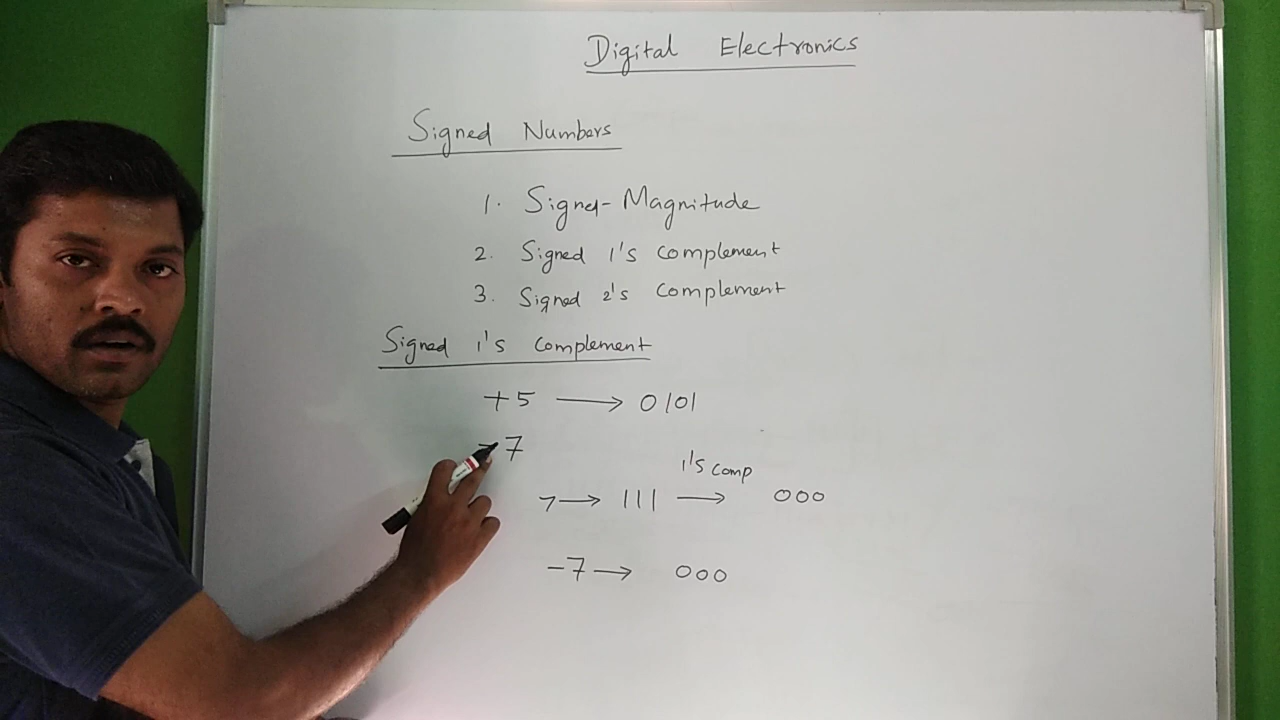 Digital Electronics
Signed Numbers
1. Signed-Magnitude
2. Signed 1's complement
3. Signed 2's complement
Signed 1's complement
+5 → 0101
-7
1's comp
7 → 111 → 000
-7 → 000